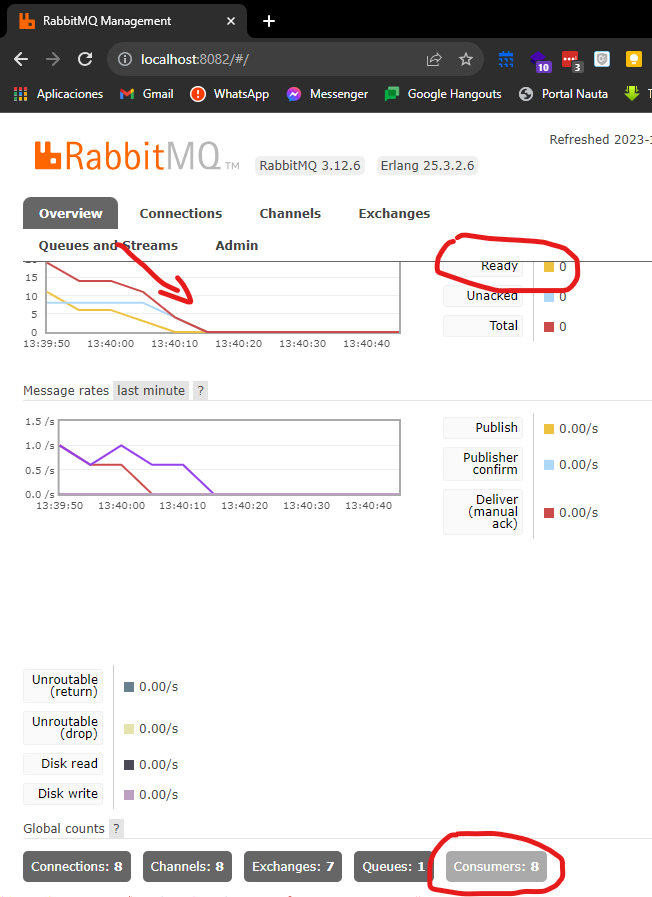 RabbitMQ Management
localhost:8082/#/
10
3
Aplicaciones Gmail WhatsApp Messenger Google Hangouts Portal Nauta
Refreshed 2023-
RabbitMQ TM RabbitMQ 3.12.6 Erlang 25.3.2.6
Overview Connections Channels Exchanges
Queues and Streams Admin
Ready 0
15
10
Unacked 0
5
Total 0
0
13:39:50 13:40:00 13:40:10 13:40:20 13:40:30 13:40:40
Message rates last minute ?
1.5 /s
1.0 /s
0.5 /s
0.0 /s
13:39:50 13:40:00 13:40:10 13:40:20 13:40:30 13:40:40
Publish 0.00/s
Publisher
confirm 0.00/s
Deliver
(manual
ack) 0.00/s
Unroutable
(return) 0.00/s
Unroutable
(drop) 0.00/s
Disk read 0.00/s
Disk write 0.00/s
Global counts ?
Connections: 8 Channels: 8 Exchanges: 7 Queues: 1 Consumers: 8